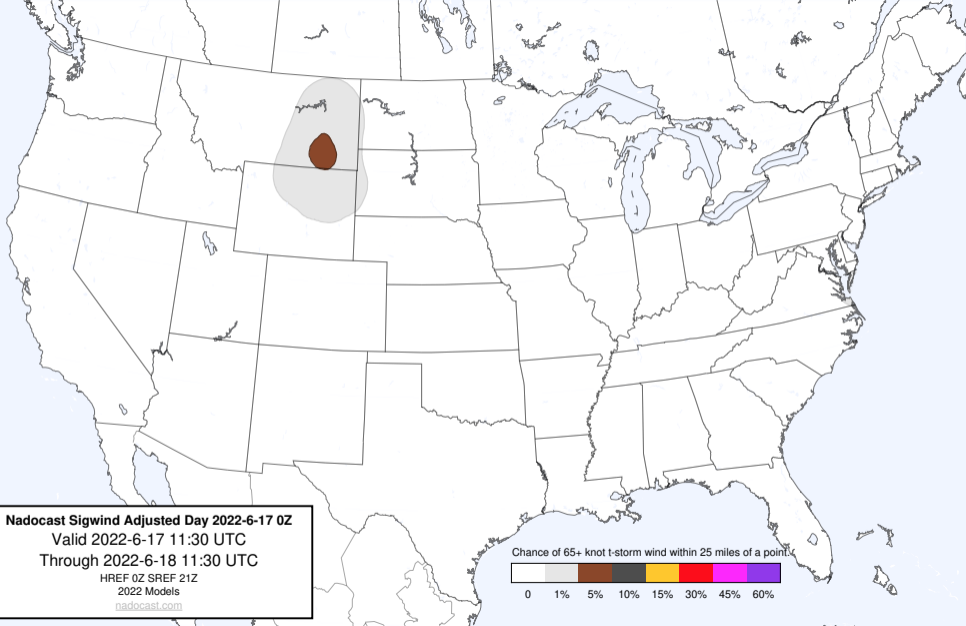 Nadocast Sigwind Adjusted Day 2022-6-17 0Z
Valid 2022-6-17 11:30 UTC
Through 2022-6-18 11:30 UTC
HREF 0Z SREF 21Z
2022 Models
nadocast.com
Chance of 65+ knot t-storm wind within 25 miles of a point.
0 1% 5% 10% 15% 30% 45% 60%